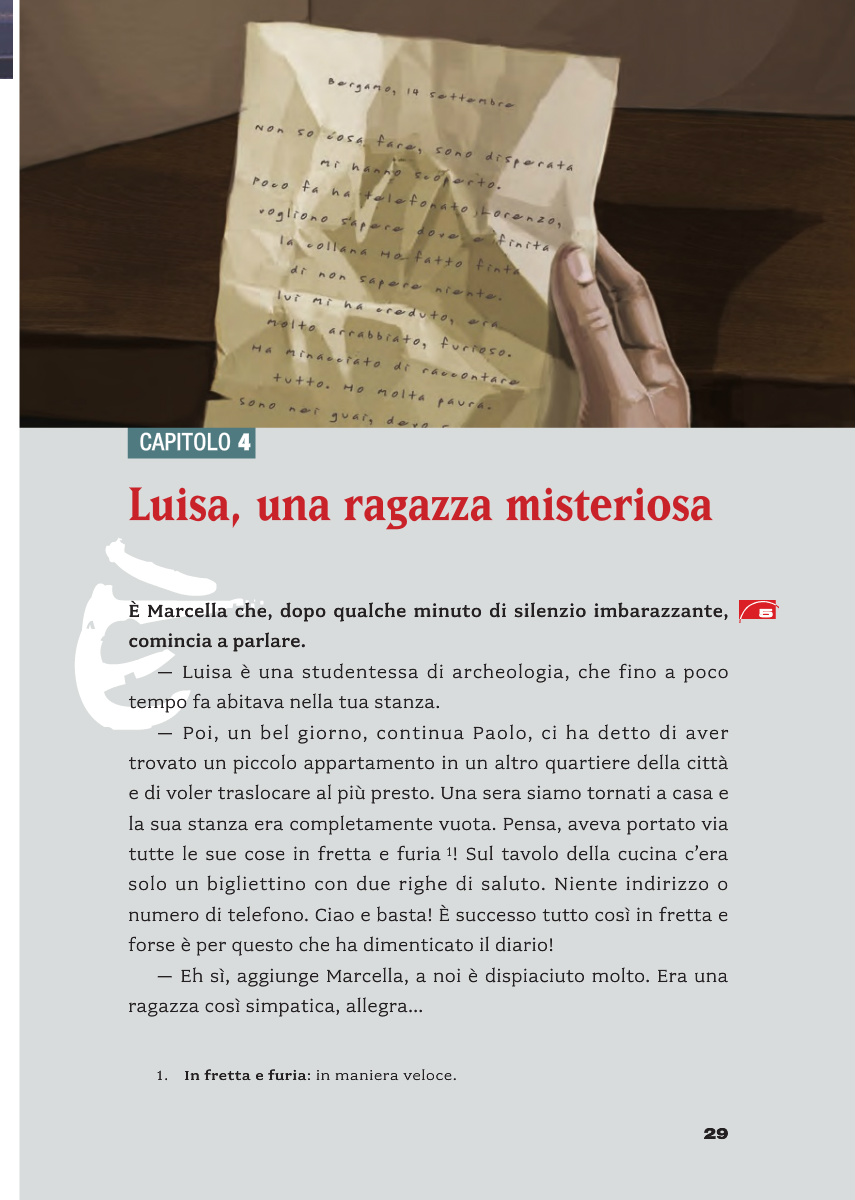 Bergamo, 14 settembre
Non so cosa fare, sono disperata
mi hanno scoperto.
Poco fa ha telefonato Lorenzo,
vogliono sapere dove è finita
la collana Ho fatto finta
di non sapere niente.
lui mi ha creduto, era
molto arrabbiato, furioso.
Ha minacciato di raccontare
tutto. Ho molta paura.
sono nei guai, devo
CAPITOLO 4
Luisa, una ragazza misteriosa
È Marcella che, dopo qualche minuto di silenzio imbarazzante,
5
comincia a parlare.
— Luisa è una studentessa di archeologia, che fino a poco
tempo fa abitava nella tua stanza.
— Poi, un bel giorno, continua Paolo, ci ha detto di aver
trovato un piccolo appartamento in un altro quartiere della città
e di voler traslocare al più presto. Una sera siamo tornati a casa e
la sua stanza era completamente vuota. Pensa, aveva portato via
tutte le sue cose in fretta e furia ¹! Sul tavolo della cucina c’era
solo un bigliettino con due righe di saluto. Niente indirizzo o
numero di telefono. Ciao e basta! È successo tutto così in fretta e
forse è per questo che ha dimenticato il diario!
— Eh sì, aggiunge Marcella, a noi è dispiaciuto molto. Era una
ragazza così simpatica, allegra...
1. In fretta e furia: in maniera veloce.
29